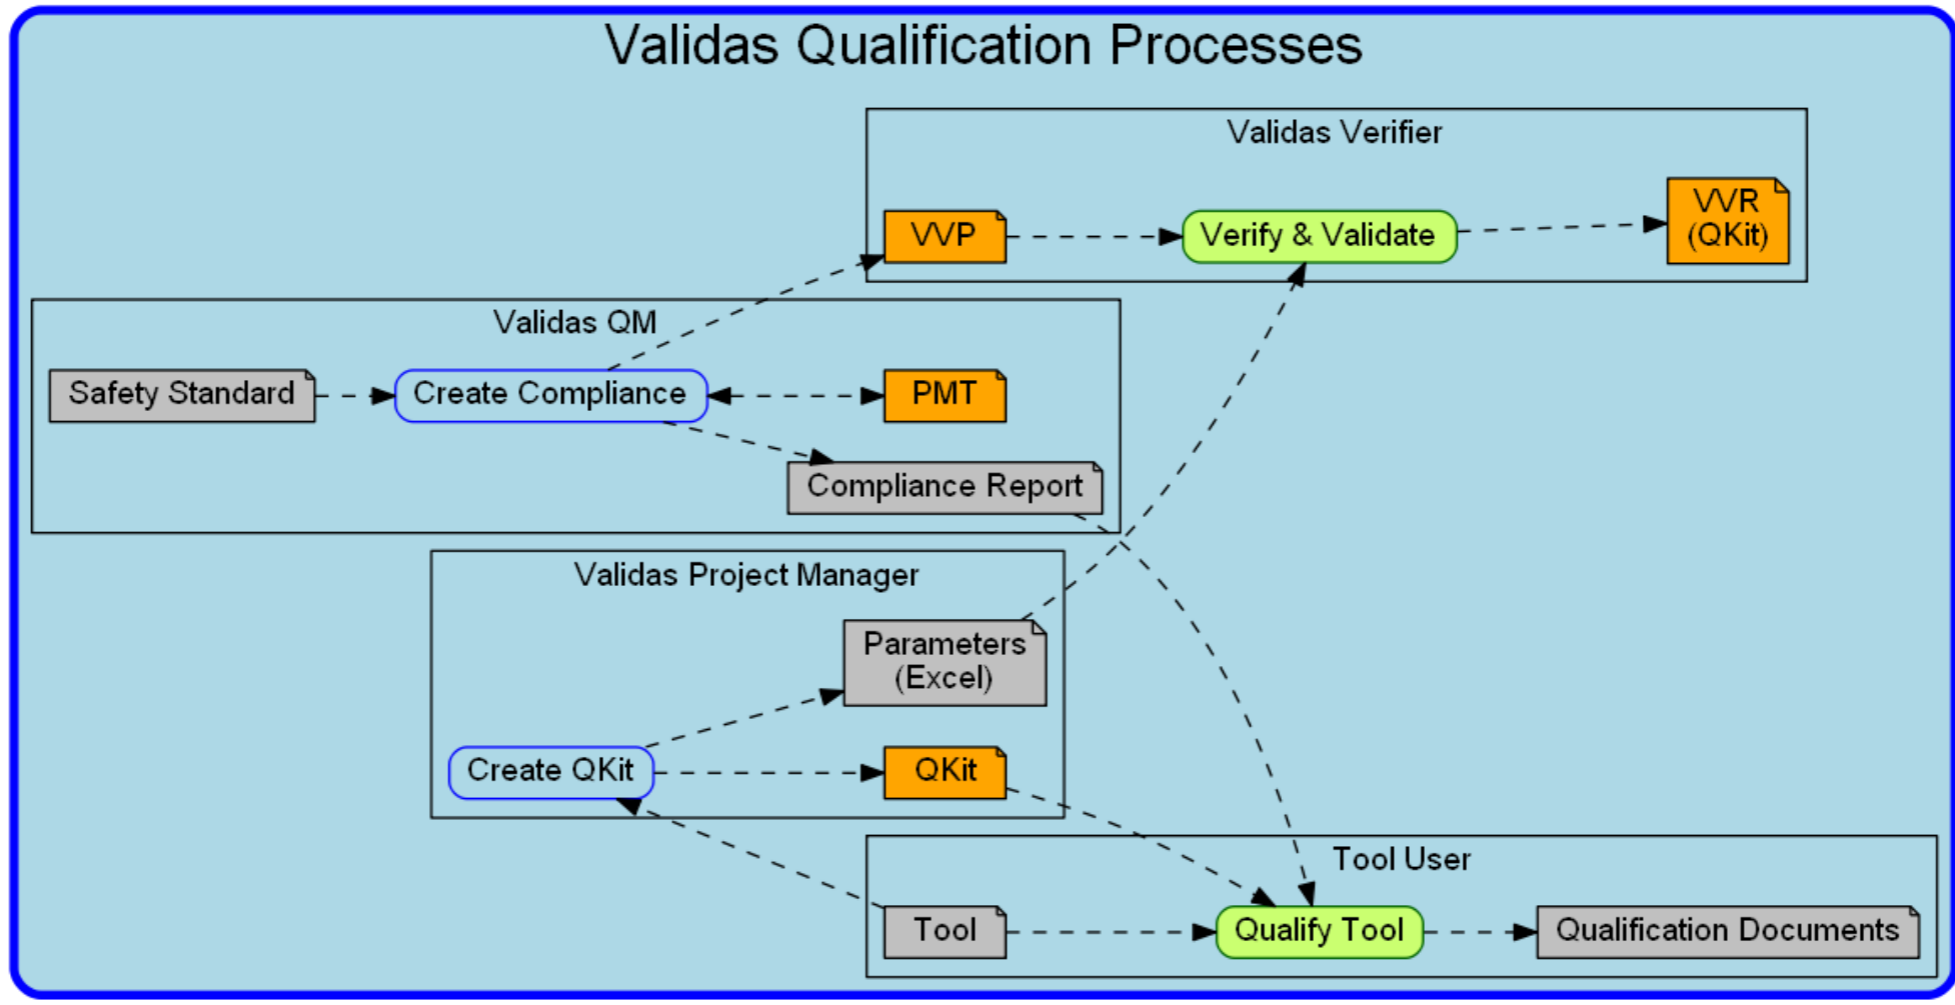 Validas Qualification Processes
Validas Verifier
VVP
Verify & Validate
VVR
(QKit)
Validas QM
Safety Standard
Create Compliance
PMT
Compliance Report
Validas Project Manager
Parameters
(Excel)
Create QKit
QKit
Tool User
Tool
Qualify Tool
Qualification Documents